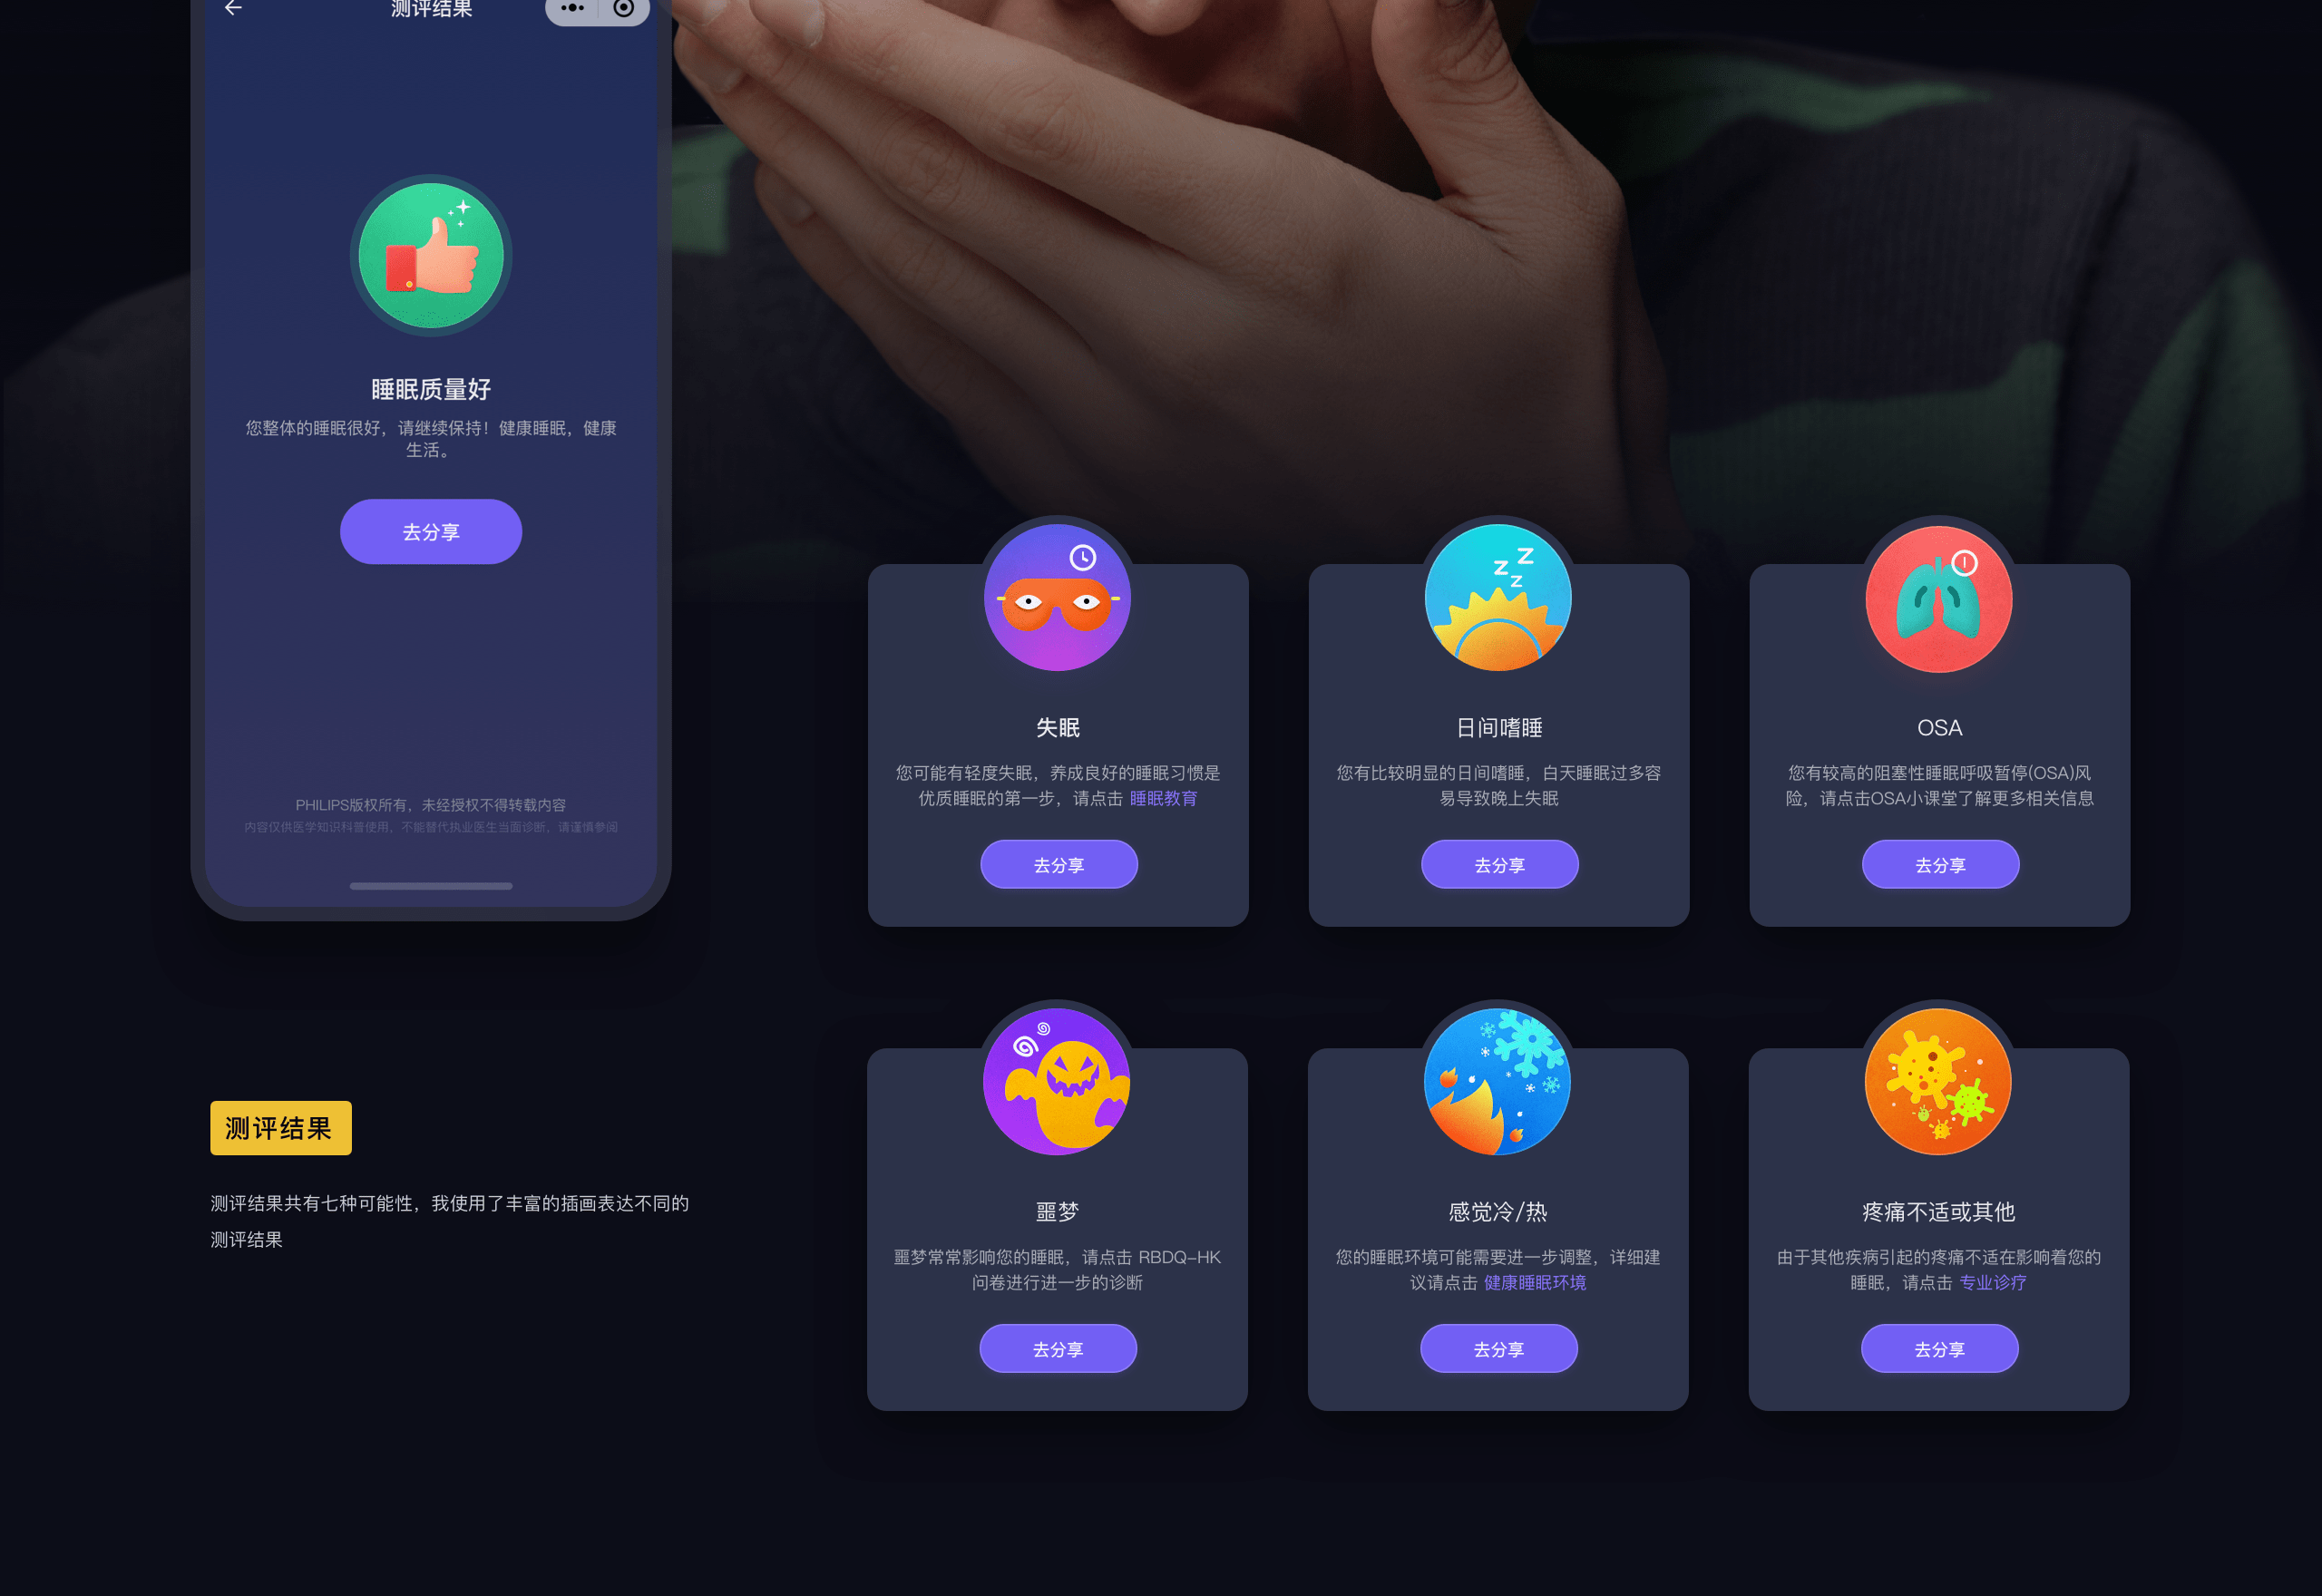 测评结果
睡眠质量好
您整体的睡眠很好，请继续保持！健康睡眠，健康
生活。
去分享
PHILIPS版权所有，未经授权不得转载内容
内容仅供医学知识科普使用，不能替代执业医生当面诊断，请谨慎参阅
测评结果
测评结果共有七种可能性，我使用了丰富的插画表达不同的
测评结果
失眠
您可能有轻度失眠，养成良好的睡眠习惯是
优质睡眠的第一步，请点击 睡眠教育
去分享
z z z
日间嗜睡
您有比较明显的日间嗜睡，白天睡眠过多容
易导致晚上失眠
去分享
OSA
您有较高的阻塞性睡眠呼吸暂停(OSA)风
险，请点击OSA小课堂了解更多相关信息
去分享
噩梦
噩梦常常影响您的睡眠，请点击 RBDQ-HK
问卷进行进一步的诊断
去分享
感觉冷/热
您的睡眠环境可能需要进一步调整，详细建
议请点击 健康睡眠环境
去分享
疼痛不适或其他
由于其他疾病引起的疼痛不适在影响着您的
睡眠，请点击 专业诊疗
去分享